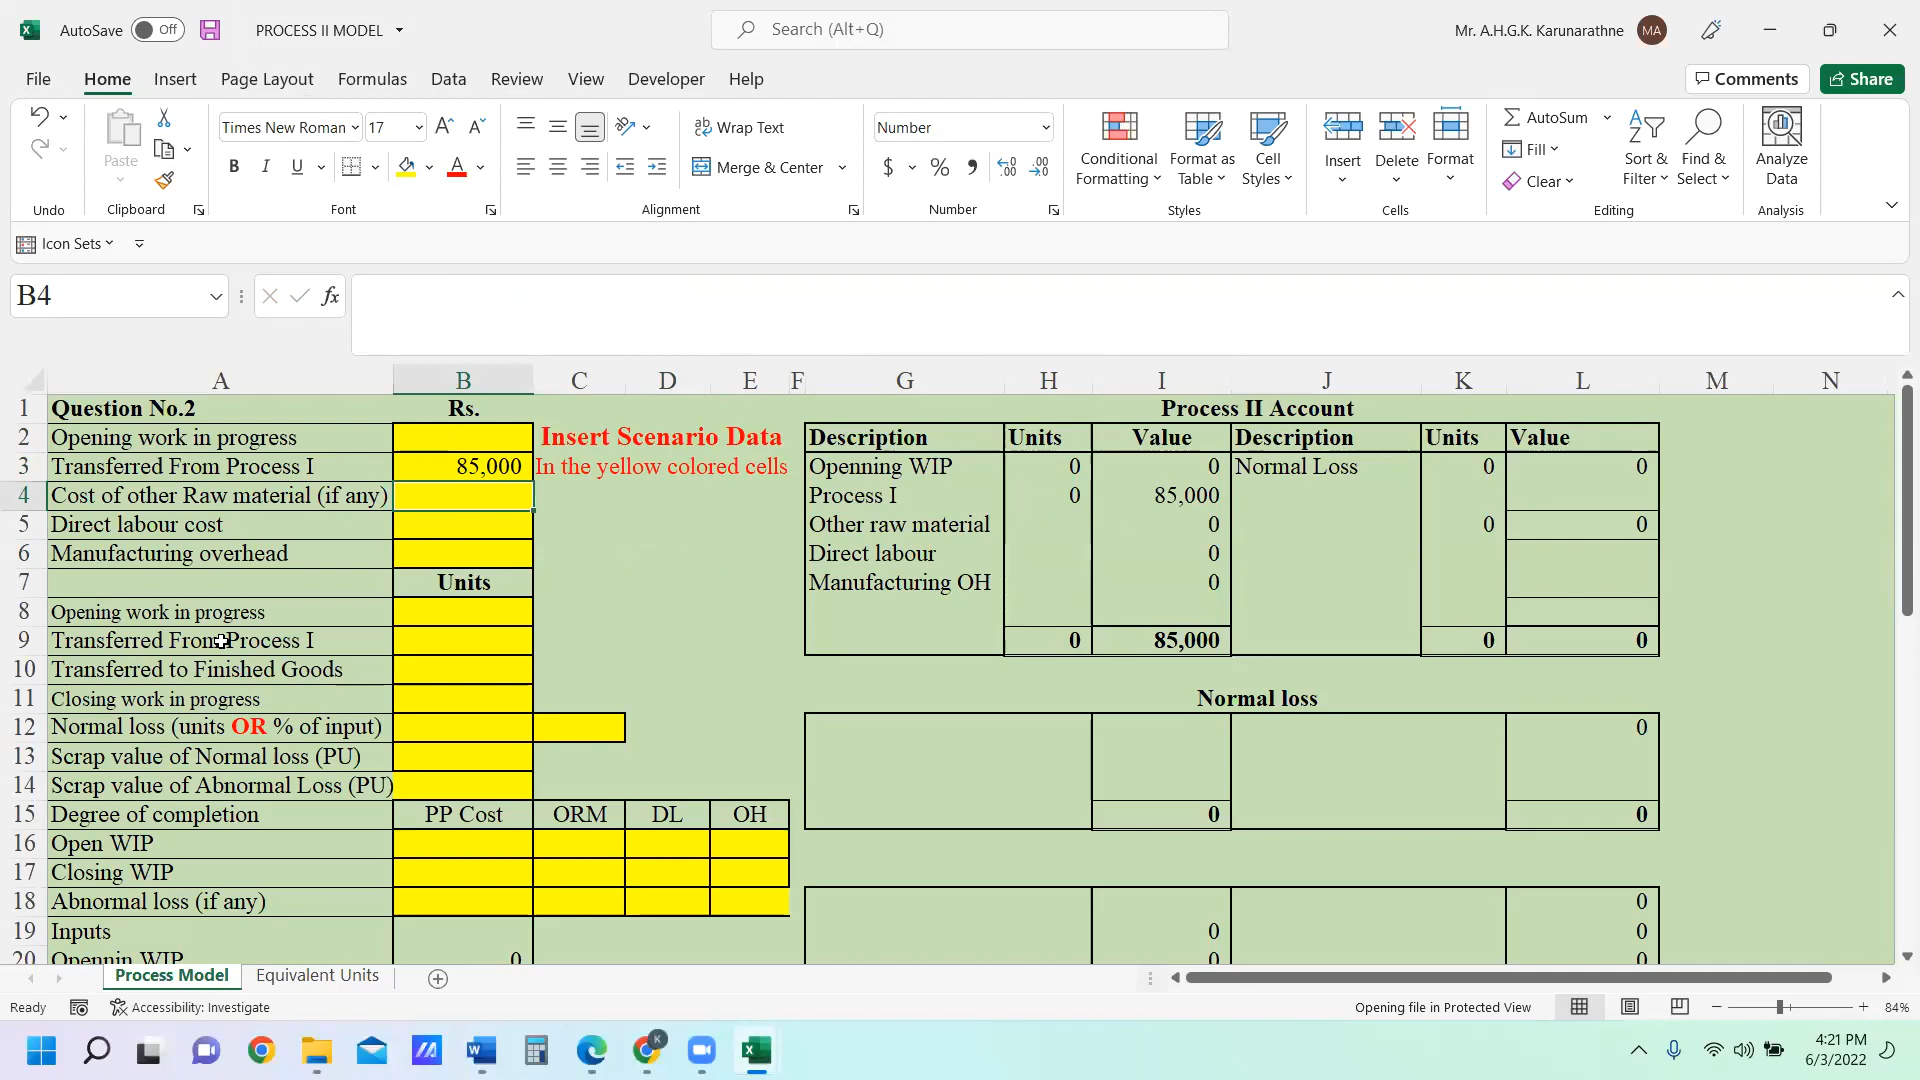 AutoSave Off PROCESS II MODEL Search (Alt+Q) Mr. A.H.G.K. Karunarathne MA
File Home Insert Page Layout Formulas Data Review View Developer Help Comments Share
Times New Roman 17 Wrap Text Number AutoSum
Paste Conditional Format as Cell Insert Delete Format Fill Sort & Find & Analyze
B I U A Merge & Center $ % Formatting Table Styles Clear Filter Select Data
Undo Clipboard Font Alignment Number Styles Cells Editing Analysis
Icon Sets
B4 fx
A B C D E F G H I J K L M N
1 Question No.2 Rs. Process II Account
2 Opening work in progress Insert Scenario Data Description Units Value Description Units Value
3 Transferred From Process I 85,000 In the yellow colored cells Openning WIP 0 0 Normal Loss 0 0
4 Cost of other Raw material (if any) Process I 0 85,000
5 Direct labour cost Other raw material 0 0 0
6 Manufacturing overhead Direct labour 0
7 Units Manufacturing OH 0
8 Opening work in progress
9 Transferred From Process I 0 85,000 0 0
10 Transferred to Finished Goods
11 Closing work in progress Normal loss
12 Normal loss (units OR % of input) 0
13 Scrap value of Normal loss (PU)
14 Scrap value of Abnormal Loss (PU)
15 Degree of completion PP Cost ORM DL OH 0 0
16 Open WIP
17 Closing WIP
18 Abnormal loss (if any) 0
19 Inputs 0 0
20 Opennin WIP 0 0 0
Process Model Equivalent Units
Ready Accessibility: Investigate Opening file in Protected View 84%
4:21 PM
6/3/2022